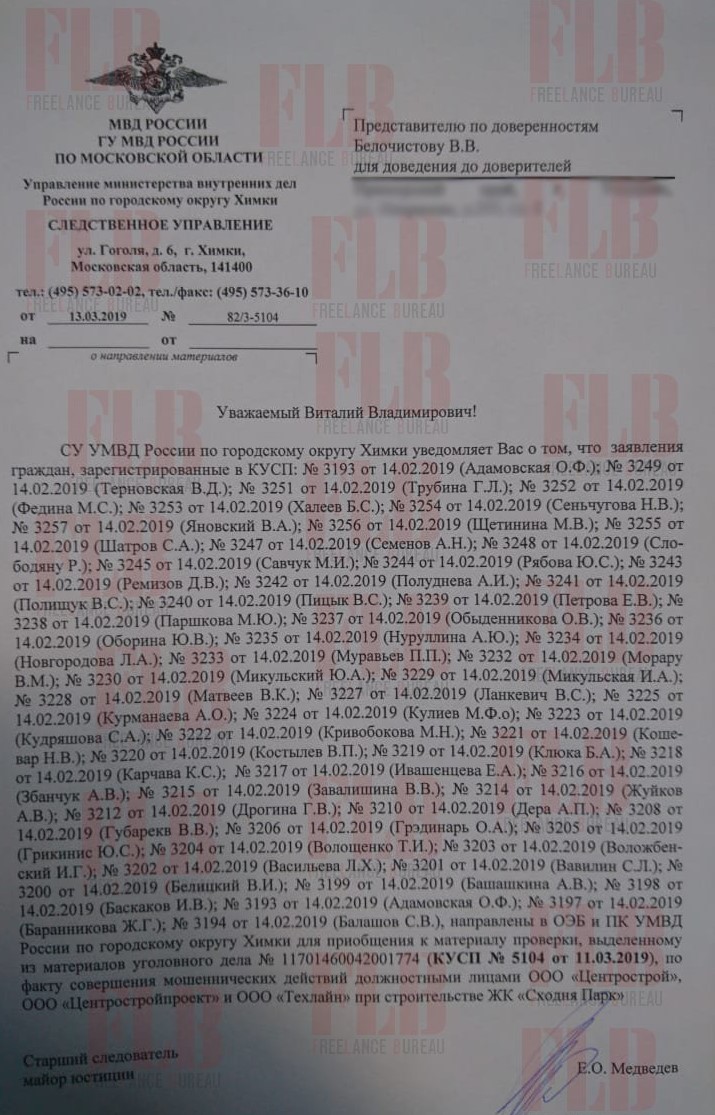 МВД РОССИИ
ГУ МВД РОССИИ
ПО МОСКОВСКОЙ ОБЛАСТИ
Управление министерства внутренних дел
России по городскому округу Химки
СЛЕДСТВЕННОЕ УПРАВЛЕНИЕ
ул. Гоголя, д. 6, г. Химки,
Московская область, 141400
тел.: (495) 573-02-02, тел./факс: (495) 573-36-10
от 13.03.2019 № 82/3-5104
на от
о направлении материалов
Представителю по доверенностям
Белочистову В.В.
для доведения до доверителей
Уважаемый Виталий Владимирович!
СУ УМВД России по городскому округу Химки уведомляет Вас о том, что заявления
граждан, зарегистрированные в КУСП: № 3193 от 14.02.2019 (Адамовская О.Ф.); № 3249 от
14.02.2019 (Терновская В.Д.); № 3251 от 14.02.2019 (Трубина Г.Л.); № 3252 от 14.02.2019
(Федина М.С.); № 3253 от 14.02.2019 (Халеев Б.С.); № 3254 от 14.02.2019 (Сеньчугова Н.В.);
№ 3257 от 14.02.2019 (Яновский В.А.); № 3256 от 14.02.2019 (Щетинина М.В.); № 3255 от
14.02.2019 (Шатров С.А.); № 3247 от 14.02.2019 (Семенов А.Н.); № 3248 от 14.02.2019 (Сло-
бодяну Р.); № 3245 от 14.02.2019 (Савчук М.И.); № 3244 от 14.02.2019 (Рябова Ю.С.); № 3243
от 14.02.2019 (Ремизов Д.В.); № 3242 от 14.02.2019 (Полуднева А.И.); № 3241 от 14.02.2019
(Полищук В.С.); № 3240 от 14.02.2019 (Пицык В.С.); № 3239 от 14.02.2019 (Петрова Е.В.); №
3238 от 14.02.2019 (Паршкова М.Ю.); № 3237 от 14.02.2019 (Обыденникова О.В.); № 3236 от
14.02.2019 (Оборина Ю.В.); № 3235 от 14.02.2019 (Нуруллина А.Ю.); № 3234 от 14.02.2019
(Новгородова Л.А.); № 3233 от 14.02.2019 (Муравьев П.П.); № 3232 от 14.02.2019 (Морару
В.М.); № 3230 от 14.02.2019 (Микульский Ю.А.); № 3229 от 14.02.2019 (Микульская И.А.);
№ 3228 от 14.02.2019 (Матвеев В.К.); № 3227 от 14.02.2019 (Ланкевич В.С.); № 3225 от
14.02.2019 (Курманаева А.О.); № 3224 от 14.02.2019 (Кулиев М.Ф.о); № 3223 от 14.02.2019
(Кудряшова С.А.); № 3222 от 14.02.2019 (Кривобокова М.Н.); № 3221 от 14.02.2019 (Коше-
вар Н.В.); № 3220 от 14.02.2019 (Костылев В.П.); № 3219 от 14.02.2019 (Клюка Б.А.); № 3218
от 14.02.2019 (Карчава К.С.); № 3217 от 14.02.2019 (Ивашенцева Е.А.); № 3216 от 14.02.2019
(Збанчук А.В.); № 3215 от 14.02.2019 (Завалишина В.В.); № 3214 от 14.02.2019 (Жуйков
А.В.); № 3212 от 14.02.2019 (Дрогина Г.В.); № 3210 от 14.02.2019 (Дера А.П.); № 3208 от
14.02.2019 (Губаревк В.В.); № 3206 от 14.02.2019 (Грэдинарь О.А.); № 3205 от 14.02.2019
(Грикинис Ю.С.); № 3204 от 14.02.2019 (Волощенко Т.И.); № 3203 от 14.02.2019 (Воложбен-
ский И.Г.); № 3202 от 14.02.2019 (Васильева Л.Х.); № 3201 от 14.02.2019 (Вавилин С.Л.); №
3200 от 14.02.2019 (Белицкий В.И.); № 3199 от 14.02.2019 (Башашкина А.В.); № 3198 от
14.02.2019 (Баскаков И.В.); № 3193 от 14.02.2019 (Адамовская О.Ф.); № 3197 от 14.02.2019
(Баранникова Ж.Г.); № 3194 от 14.02.2019 (Балашов С.В.), направлены в ОЭБ и ПК УМВД
России по городскому округу Химки для приобщения к материалу проверки, выделенному
из материалов уголовного дела № 11701460042001774 (КУСП № 5104 от 11.03.2019), по
факту совершения мошеннических действий должностными лицами ООО «Центрострой»,
ООО «Центростройпроект» и ООО «Техлайн» при строительстве ЖК «Сходня Парк»
Старший следователь
майор юстиции
Е.О. Медведев
FLB
FREELANCE BUREAU